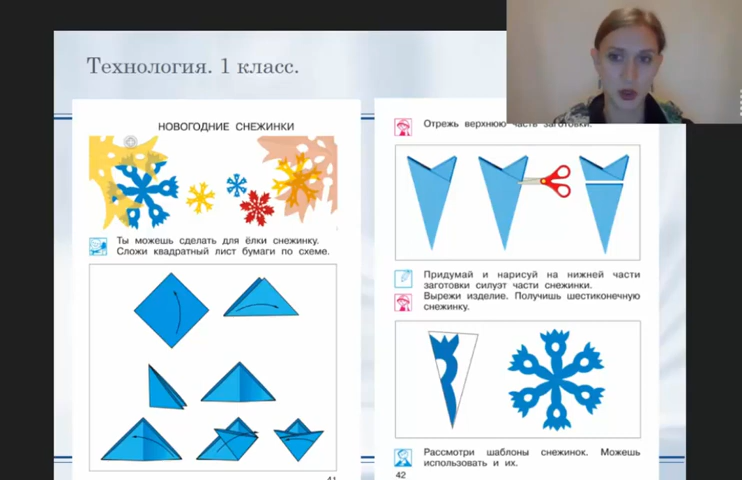 Технология. 1 класс.
НОВОГОДНИЕ СНЕЖИНКИ
Ты можешь сделать для ёлки снежинку.
Сложи квадратный лист бумаги по схеме.
41
Отрежь верхнюю часть заготовки.
Придумай и нарисуй на нижней части
заготовки силуэт части снежинки.
Вырежи изделие. Получишь шестиконечную
снежинку.
Рассмотри шаблоны снежинок. Можешь
использовать и их.
42